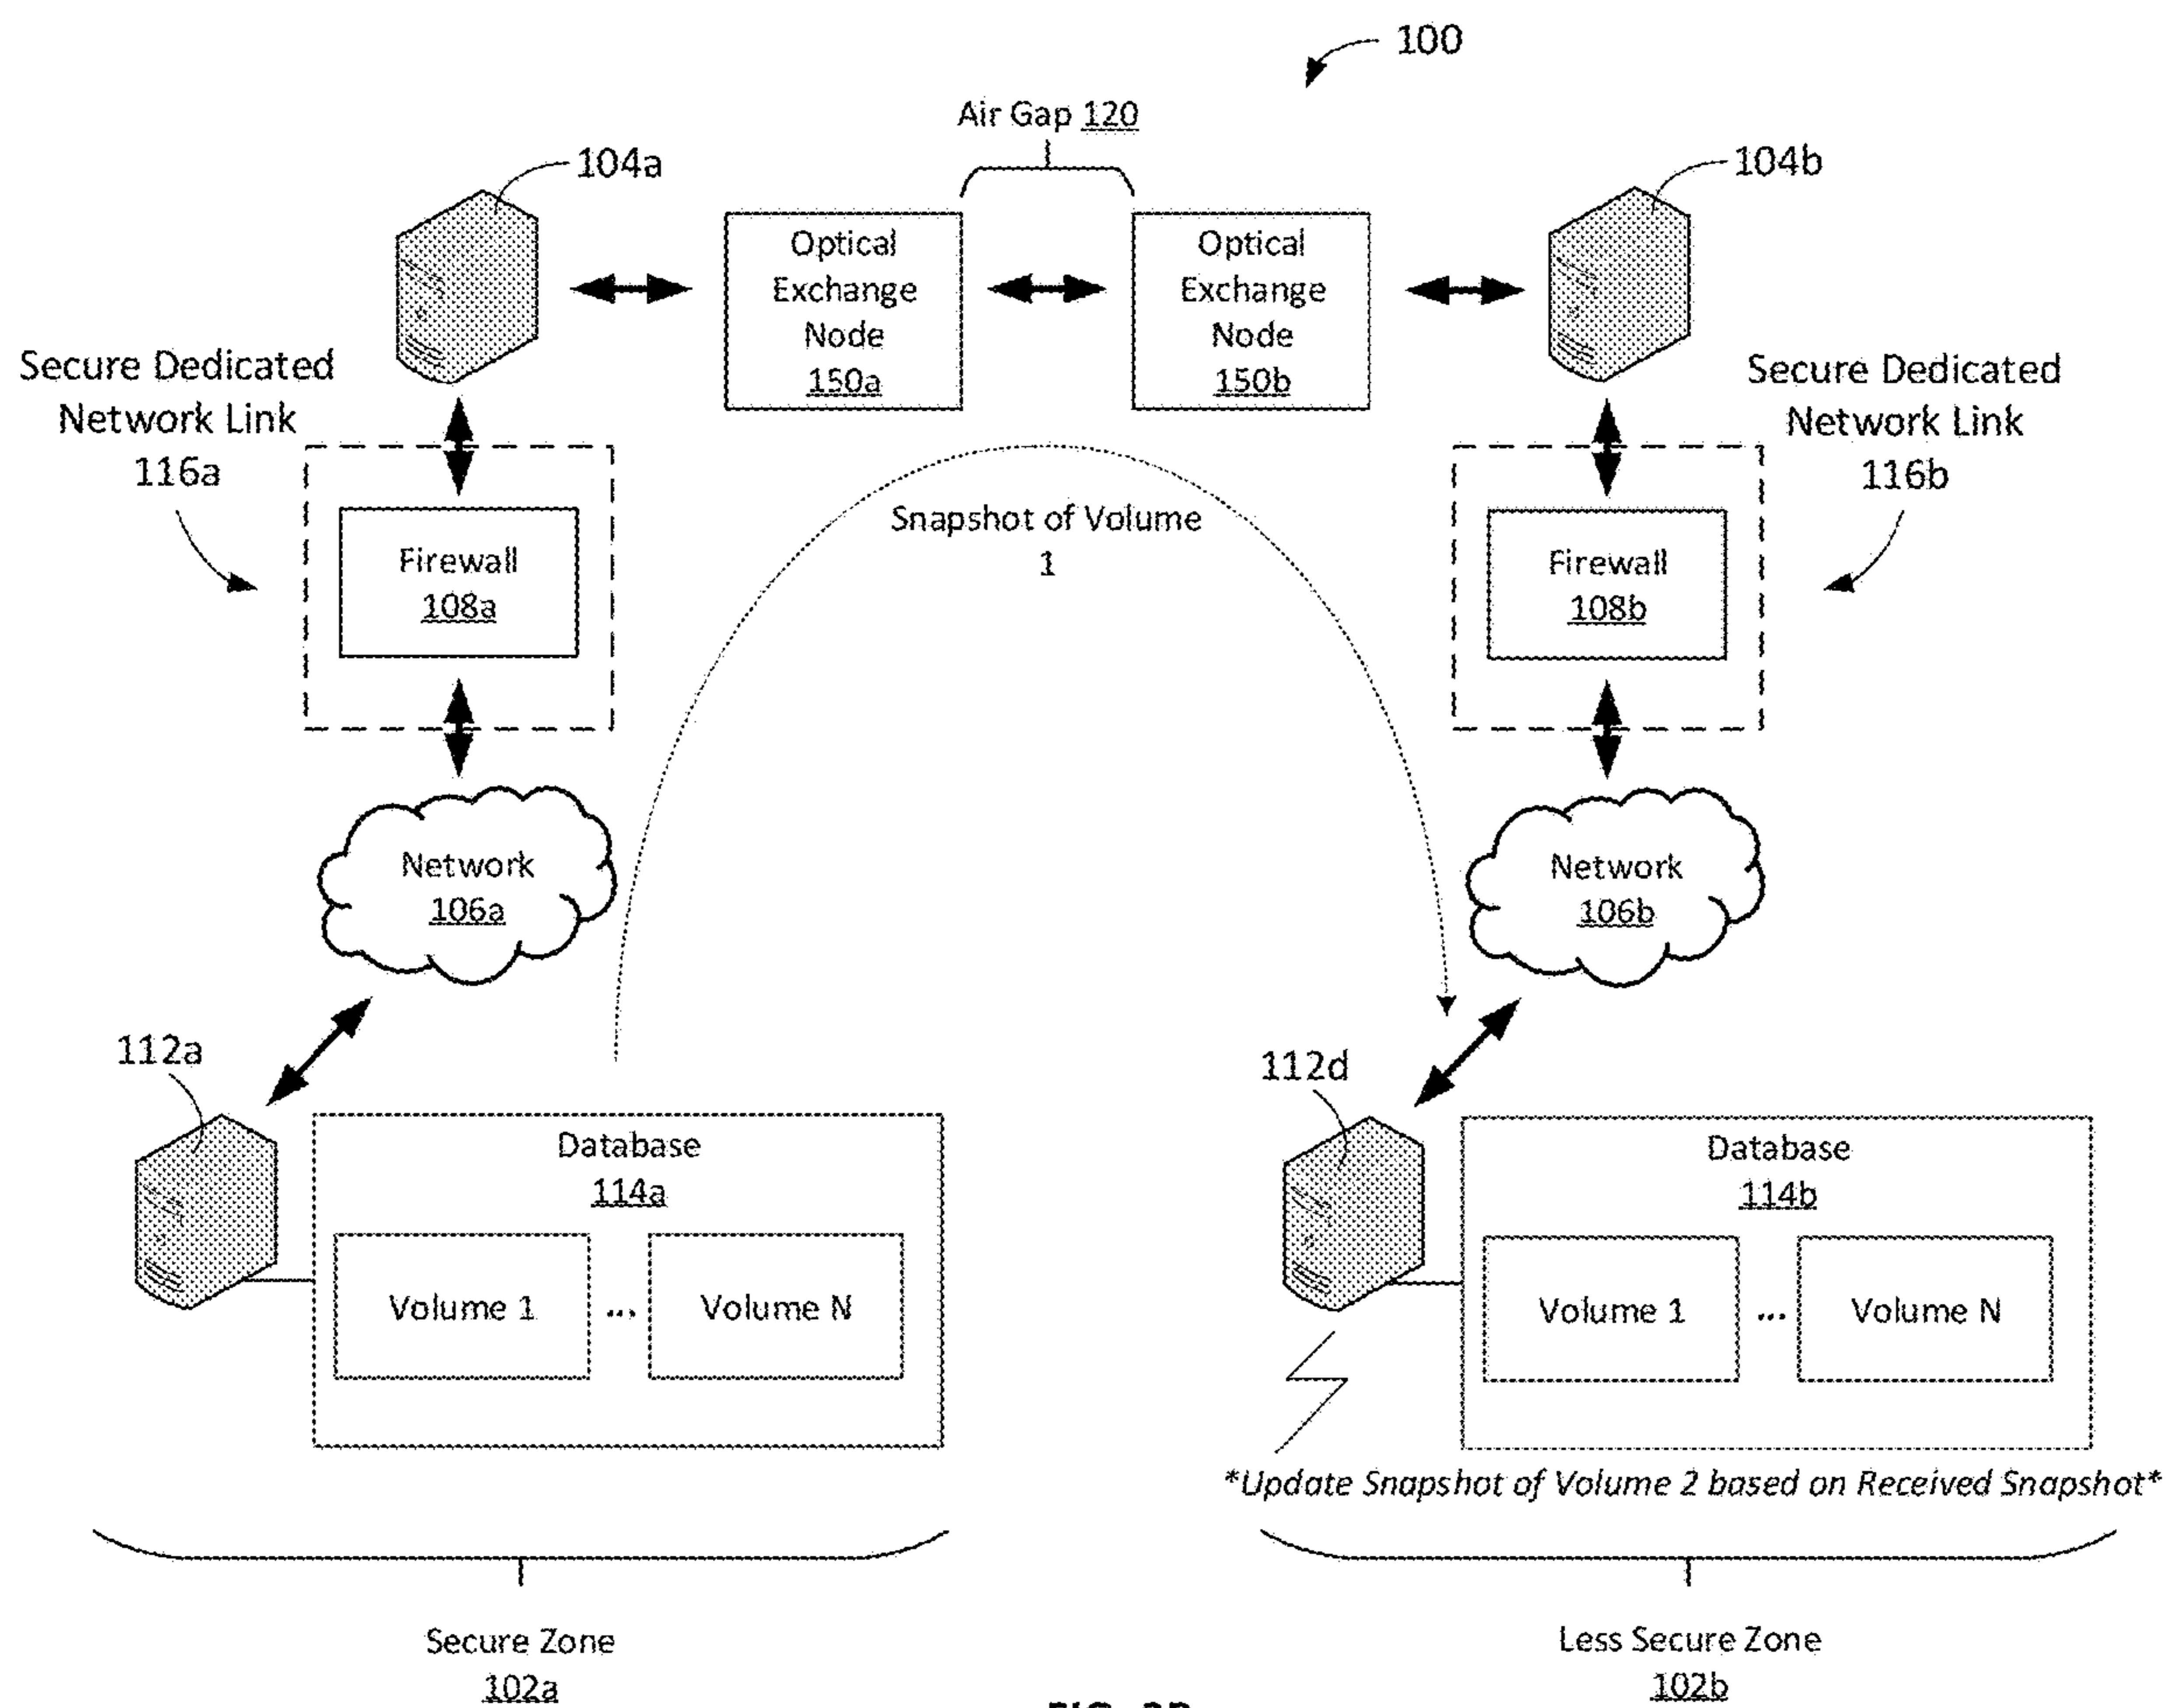 100
Air Gap 120
104a
104b
Optical
Exchange
Node
150a
Optical
Exchange
Node
150b
Secure Dedicated
Network Link
116a
Secure Dedicated
Network Link
116b
Snapshot of Volume
1
Firewall
108a
Firewall
108b
Network
106a
Network
106b
112a
112d
Database
114a
Volume 1
...
Volume N
Database
114b
Volume 1
...
Volume N
*Update Snapshot of Volume 2 based on Received Snapshot*
Secure Zone
102a
Less Secure Zone
102b